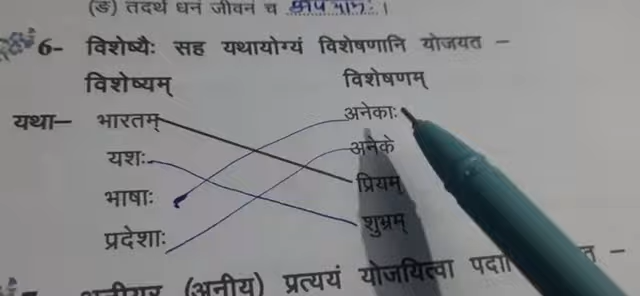 (ङ) तदर्थं धनं जीवनं च
6- विशेष्यैः सह यथायोग्यं विशेषणानि योजयत –
विशेष्यम् विशेषणम्
यथा– भारतम् अनेकाः
यशः अनेके
भाषाः प्रियम्
प्रदेशाः शुभ्रम्
(अनीय) प्रत्ययं योजयित्वा